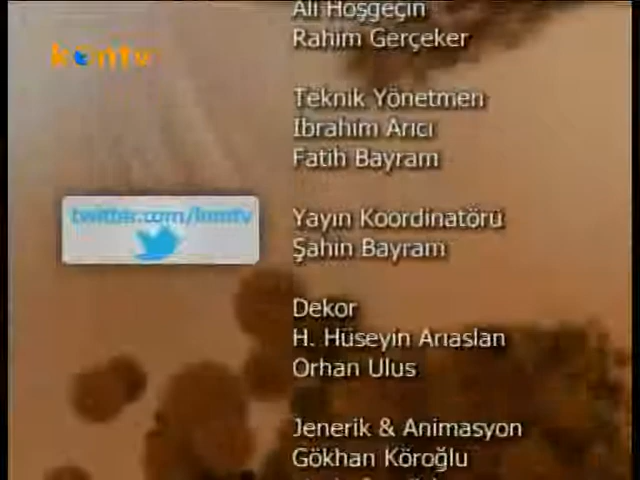 Ali Hoşgeçin
Rahim Gerçeker
kontv
Teknik Yönetmen
İbrahim Arıcı
Fatih Bayram
twitter.com/kontv
Yayın Koordinatörü
Şahin Bayram
Dekor
H. Hüseyin Arıaslan
Orhan Ulus
Jenerik & Animasyon
Gökhan Köroğlu